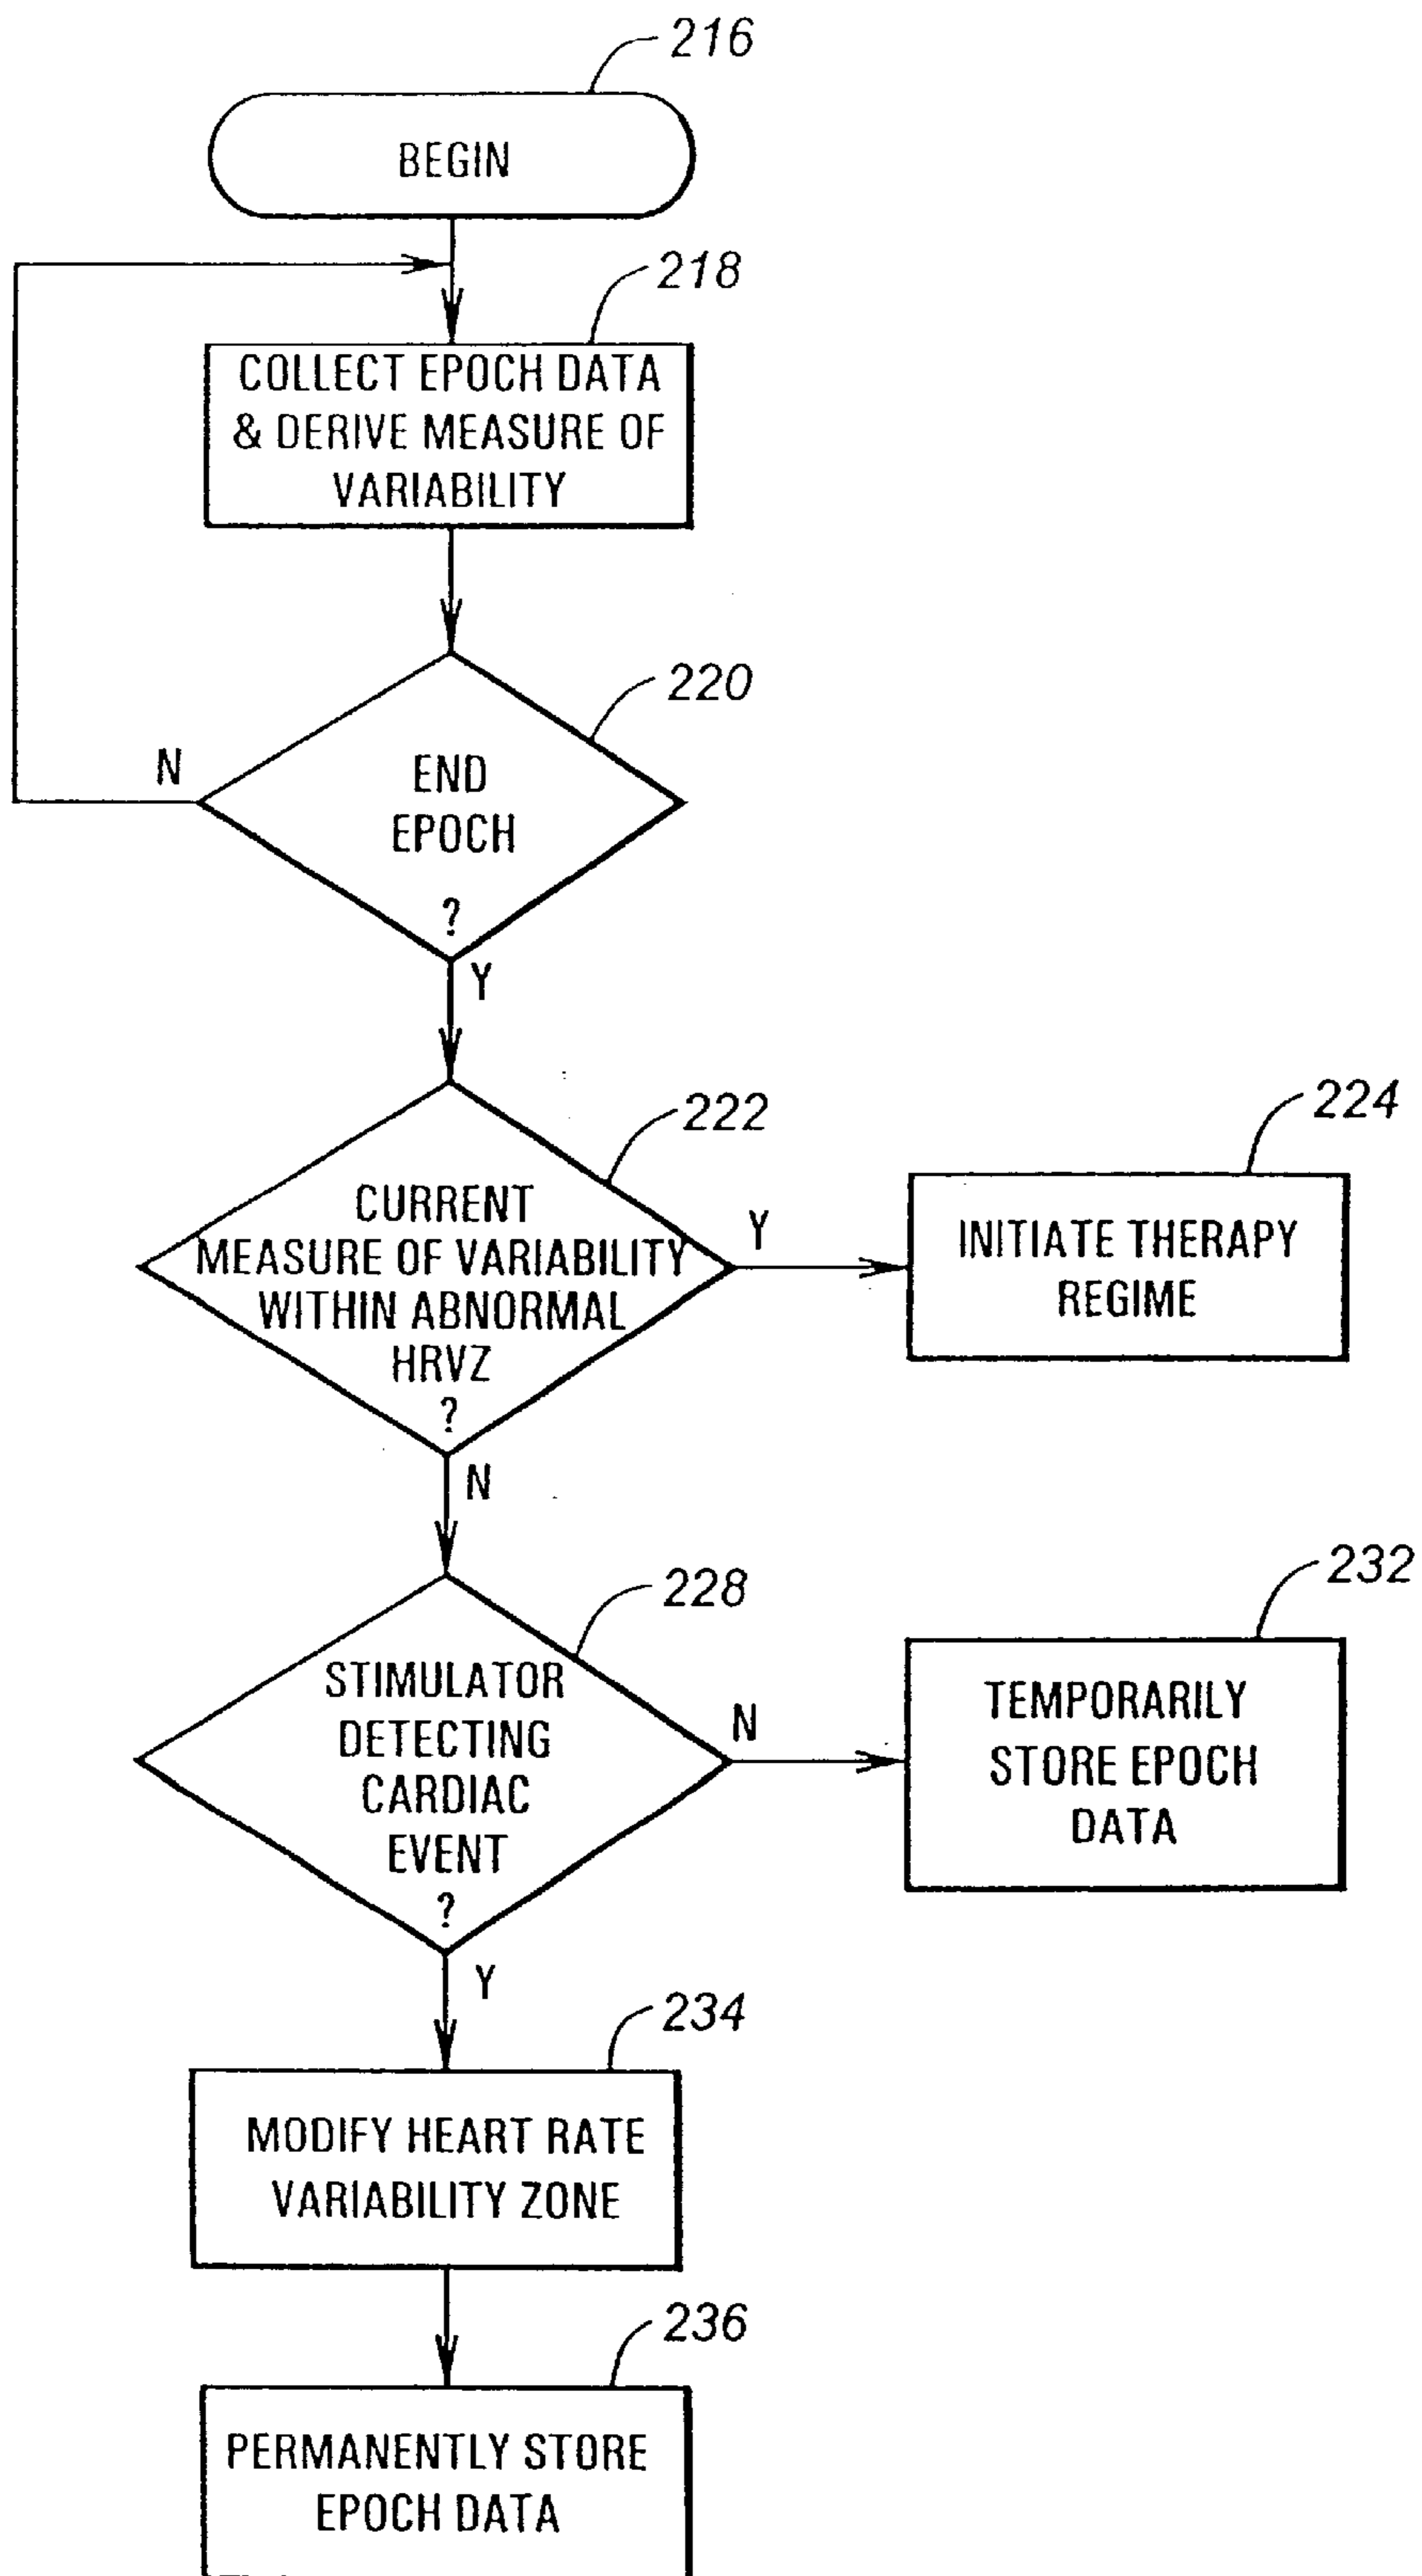 216
BEGIN
218
COLLECT EPOCH DATA
& DERIVE MEASURE OF
VARIABILITY
220
N
END
EPOCH
?
Y
222
CURRENT
MEASURE OF VARIABILITY
WITHIN ABNORMAL
HRVZ
?
Y
224
INITIATE THERAPY
REGIME
N
228
STIMULATOR
DETECTING
CARDIAC
EVENT
?
N
232
TEMPORARILY
STORE EPOCH
DATA
Y
234
MODIFY HEART RATE
VARIABILITY ZONE
236
PERMANENTLY STORE
EPOCH DATA